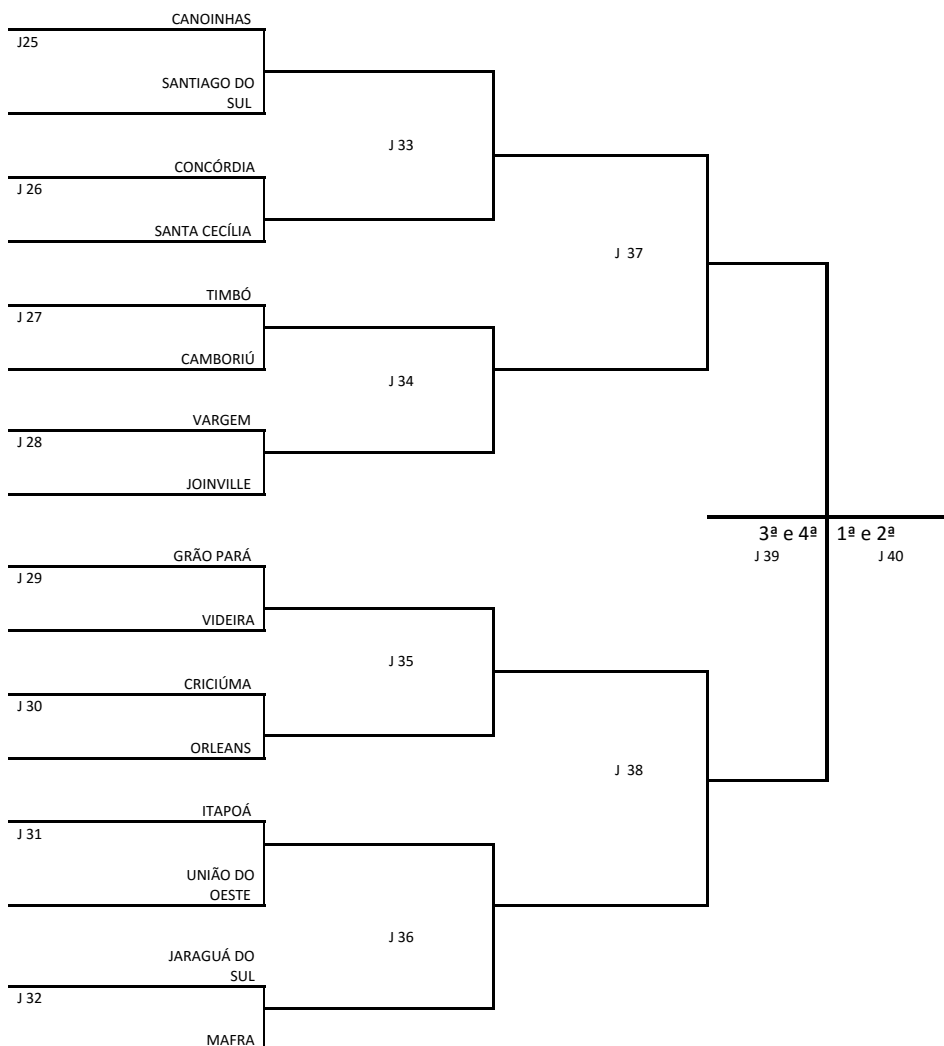 CANOINHAS
J25
SANTIAGO DO
SUL
J 33
CONCÓRDIA
J 26
SANTA CECÍLIA
J 37
TIMBÓ
J 27
CAMBORIÚ
J 34
VARGEM
J 28
JOINVILLE
3ª e 4ª 1ª e 2ª
J 39 J 40
GRÃO PARÁ
J 29
VIDEIRA
J 35
CRICIÚMA
J 30
ORLEANS
J 38
ITAPOÁ
J 31
UNIÃO DO
OESTE
J 36
JARAGUÁ DO
SUL
J 32
MAFRA